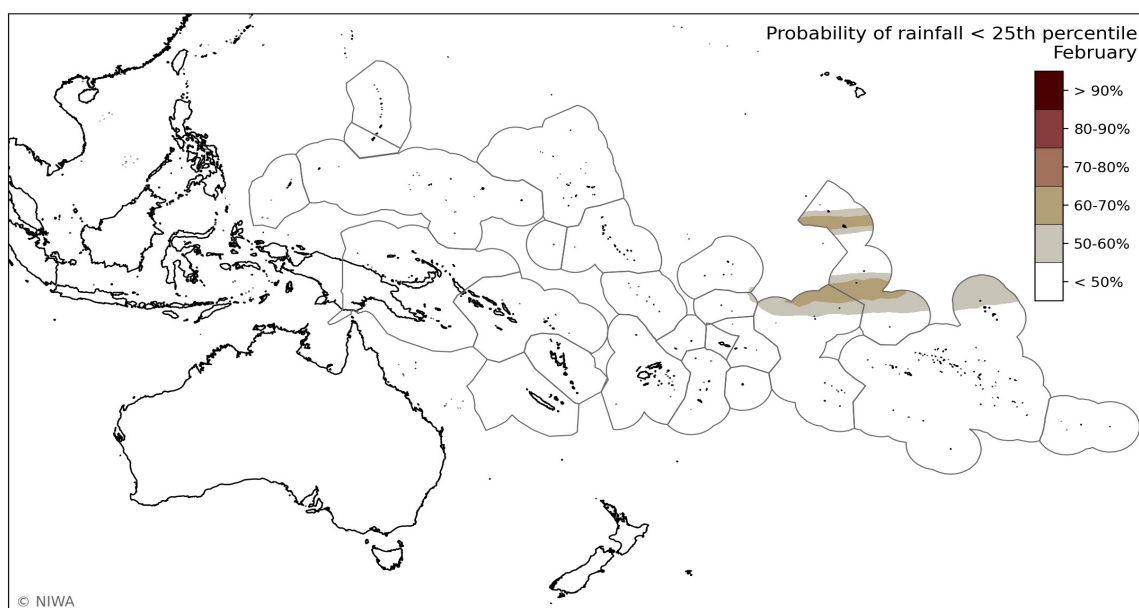 Probability of rainfall < 25th percentile
February
> 90%
80-90%
70-80%
60-70%
50-60%
< 50%
© NIWA